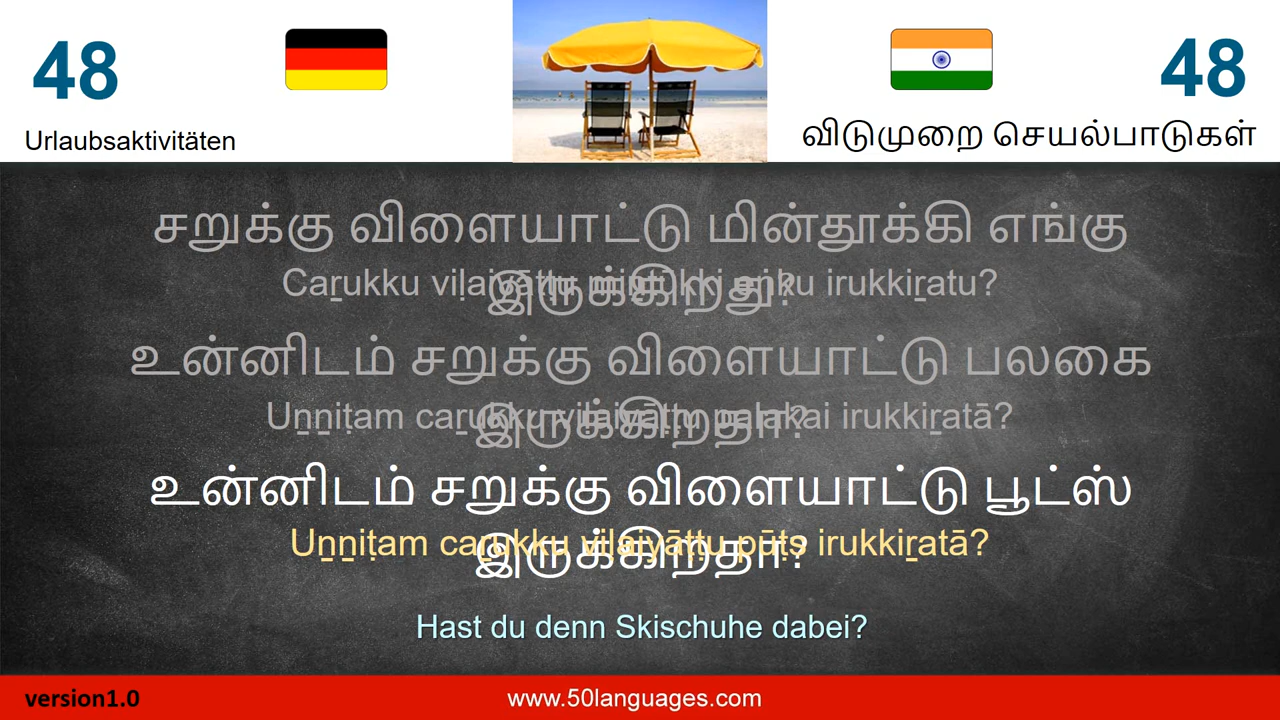 48
48
Urlaubsaktivitäten
விடுமுறை செயல்பாடுகள்
சறுக்கு விளையாட்டு மின்தூக்கி எங்கு
இருக்கிறது?
Caṟukku viḷaiyāṭṭu miṉtūkki eṅku irukkiṟatu?
உன்னிடம் சறுக்கு விளையாட்டு பலகை
இருக்கிறதா?
Uṉṉiṭam caṟukku viḷaiyāṭṭu palakai irukkiṟatā?
உன்னிடம் சறுக்கு விளையாட்டு பூட்ஸ்
இருக்கிறதா?
Uṉṉiṭam caṟukku viḷaiyāṭṭu pūṭs irukkiṟatā?
Hast du denn Skischuhe dabei?
version1.0
www.50languages.com